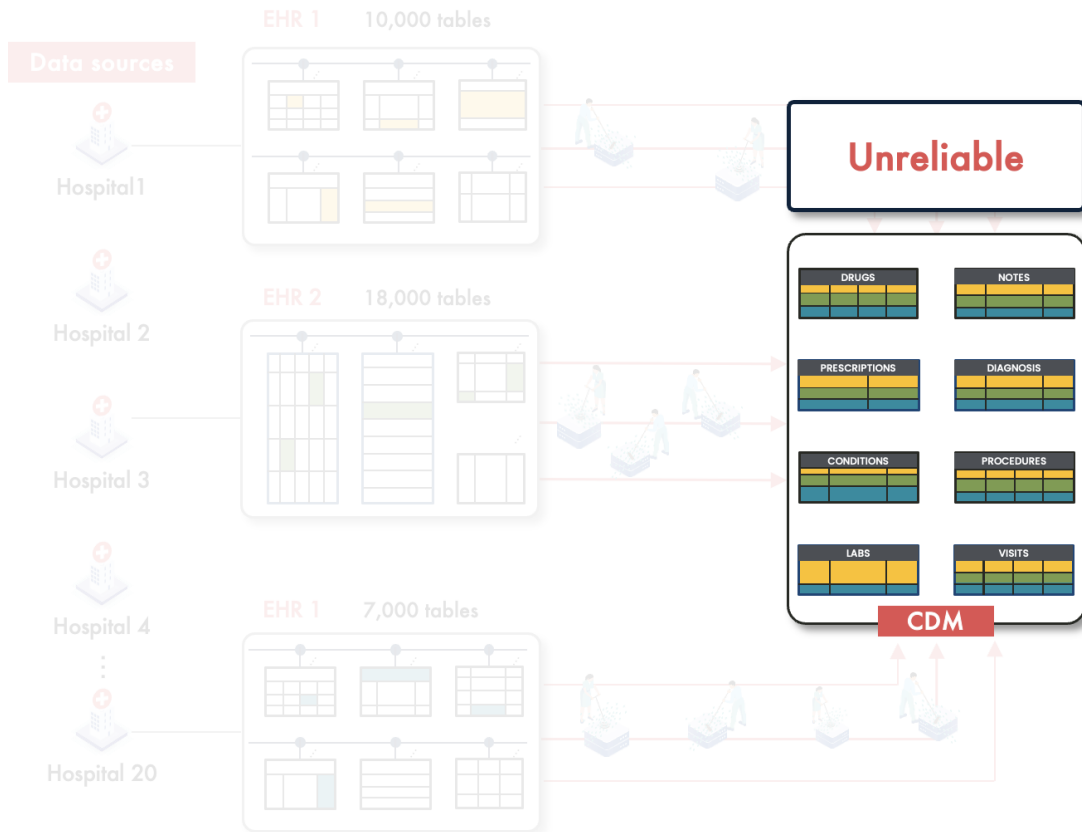 EHR 1 10,000 tables
Data sources
Hospital1
Unreliable
Hospital 2
EHR 2 18,000 tables
Hospital 3
Hospital 4
EHR 1 7,000 tables
Hospital 20
DRUGS NOTES
PRESCRIPTIONS DIAGNOSIS
CONDITIONS PROCEDURES
LABS VISITS
CDM